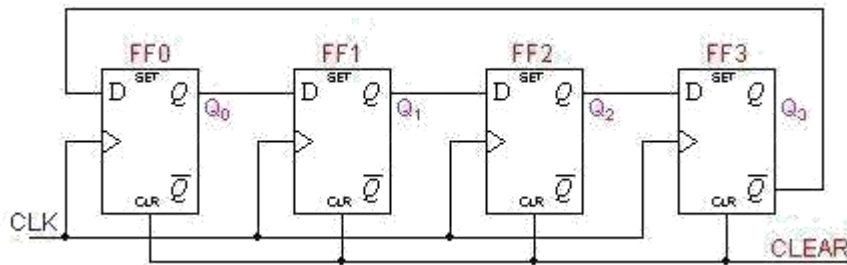 FF0 FF1 FF2 FF3
SET SET SET SET
D Q D Q D Q D Q
Q0 Q1 Q2 Q3
Q Q Q Q
CLR CLR CLR CLR
CLK
CLEAR